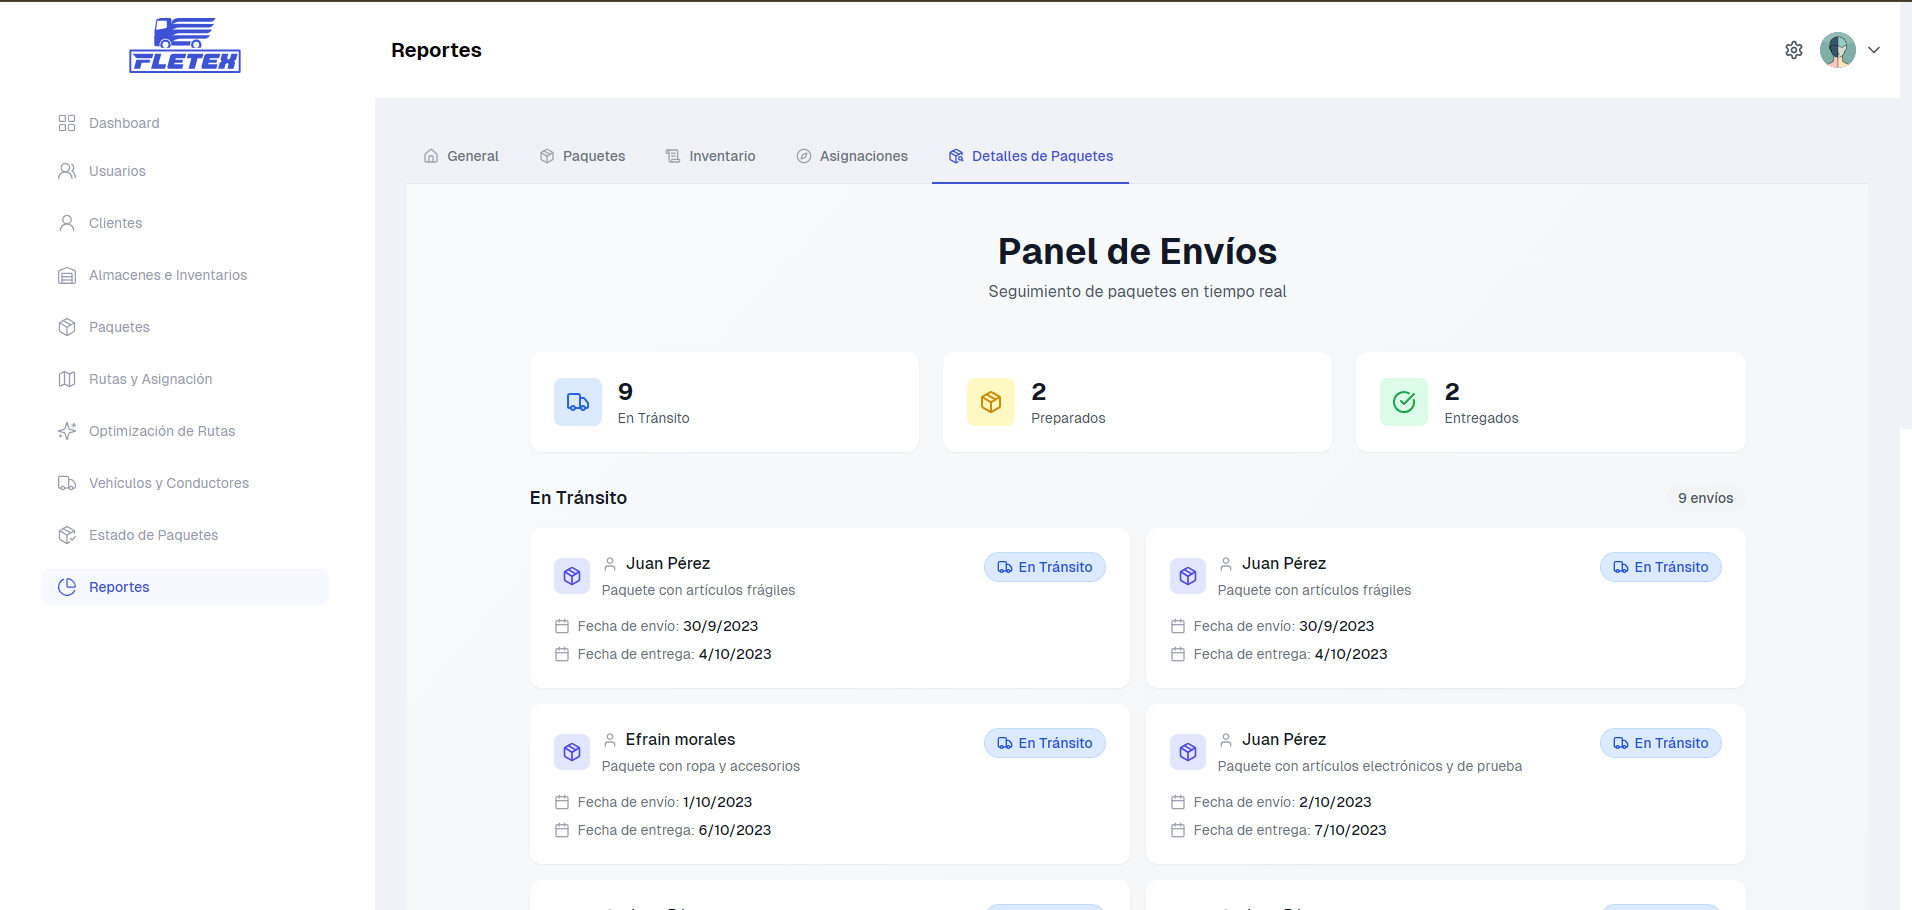 FLETEX
Reportes
Dashboard
Usuarios
Clientes
Almacenes e Inventarios
Paquetes
Rutas y Asignación
Optimización de Rutas
Vehículos y Conductores
Estado de Paquetes
Reportes
General
Paquetes
Inventario
Asignaciones
Detalles de Paquetes
Panel de Envíos
Seguimiento de paquetes en tiempo real
9
En Tránsito
2
Preparados
2
Entregados
En Tránsito
9 envíos
Juan Pérez
En Tránsito
Paquete con artículos frágiles
Fecha de envío: 30/9/2023
Fecha de entrega: 4/10/2023
Juan Pérez
En Tránsito
Paquete con artículos frágiles
Fecha de envío: 30/9/2023
Fecha de entrega: 4/10/2023
Efrain morales
En Tránsito
Paquete con ropa y accesorios
Fecha de envío: 1/10/2023
Fecha de entrega: 6/10/2023
Juan Pérez
En Tránsito
Paquete con artículos electrónicos y de prueba
Fecha de envío: 2/10/2023
Fecha de entrega: 7/10/2023